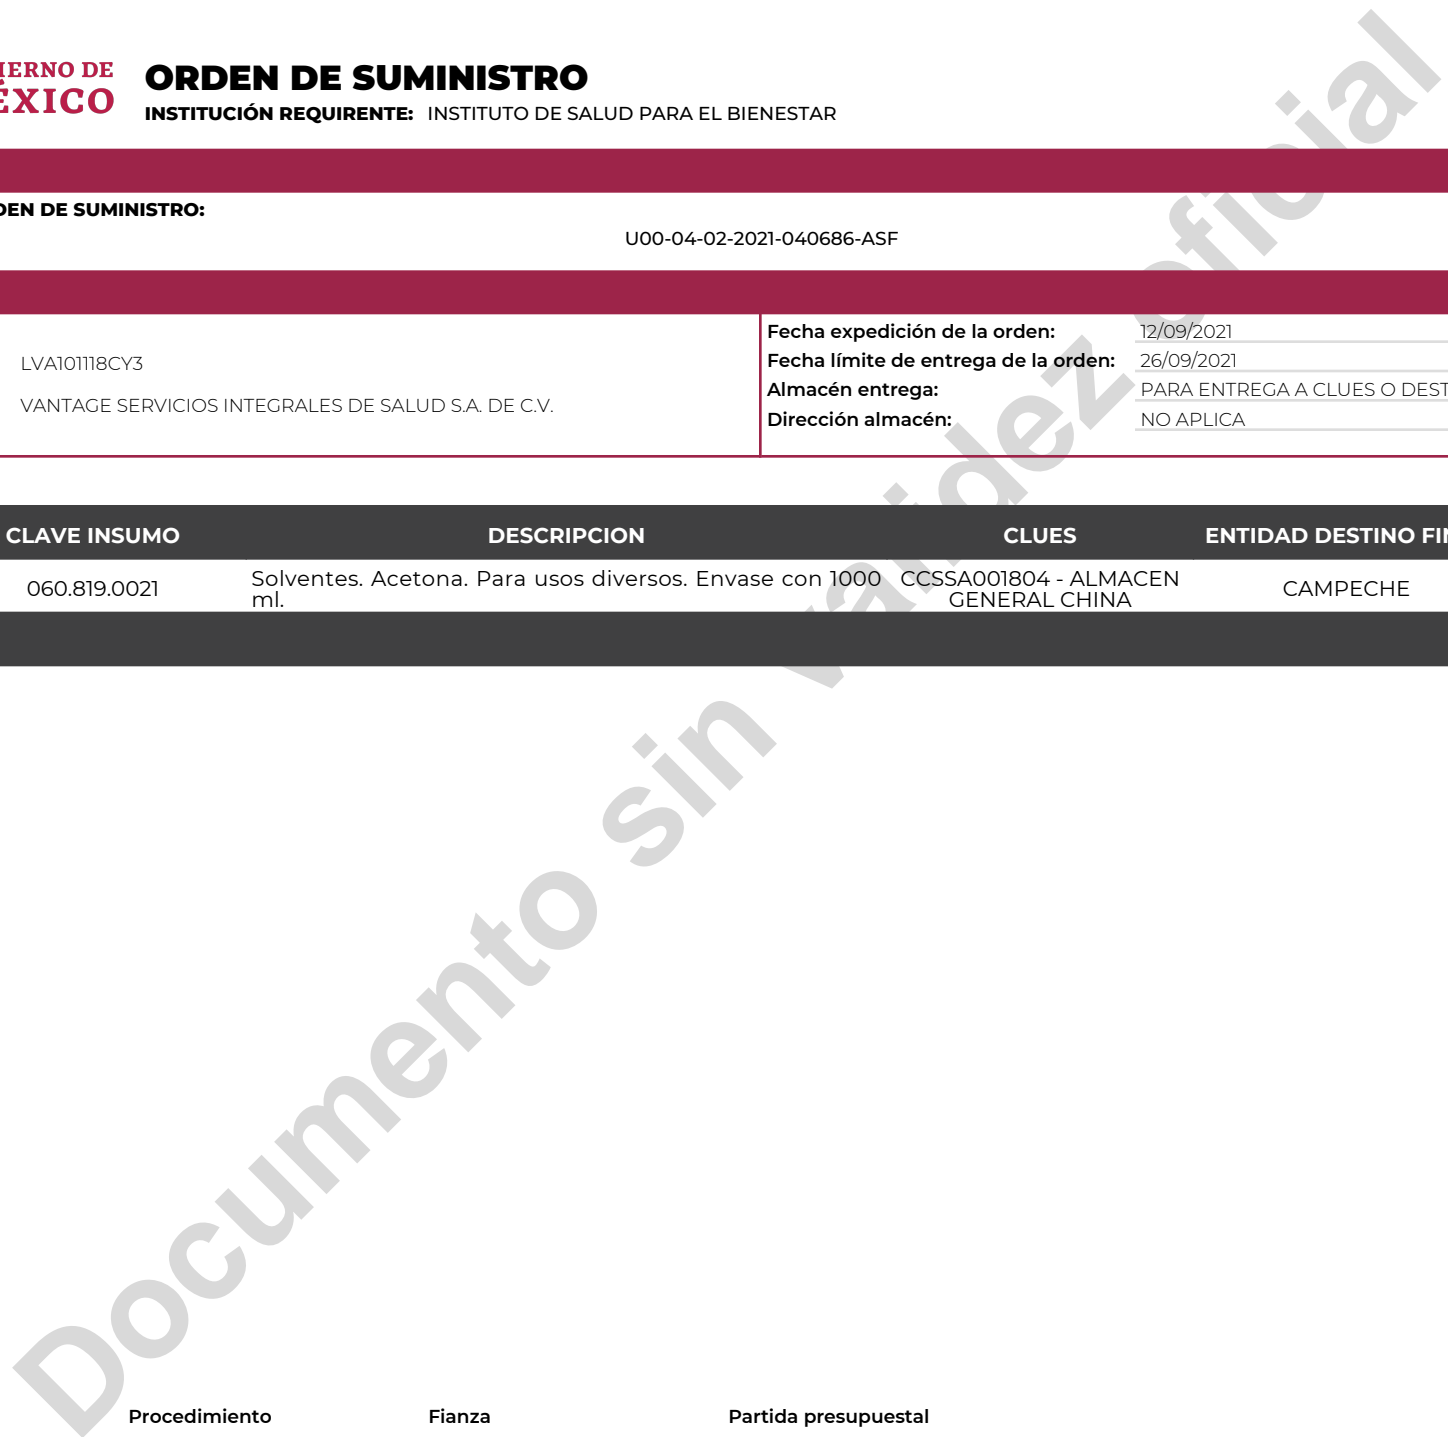 IERNO DE
ÉXICO
ORDEN DE SUMINISTRO
INSTITUCIÓN REQUIRENTE: INSTITUTO DE SALUD PARA EL BIENESTAR
DEN DE SUMINISTRO:
U00-04-02-2021-040686-ASF
LVA101118CY3
VANTAGE SERVICIOS INTEGRALES DE SALUD S.A. DE C.V.
Fecha expedición de la orden: 12/09/2021
Fecha límite de entrega de la orden: 26/09/2021
Almacén entrega: PARA ENTREGA A CLUES O DEST
Dirección almacén: NO APLICA
CLAVE INSUMO DESCRIPCION CLUES ENTIDAD DESTINO FIN
060.819.0021 Solventes. Acetona. Para usos diversos. Envase con 1000 CCSSA001804 - ALMACEN CAMPECHE
ml. GENERAL CHINA
Documento sin validez oficial
Procedimiento Fianza Partida presupuestal